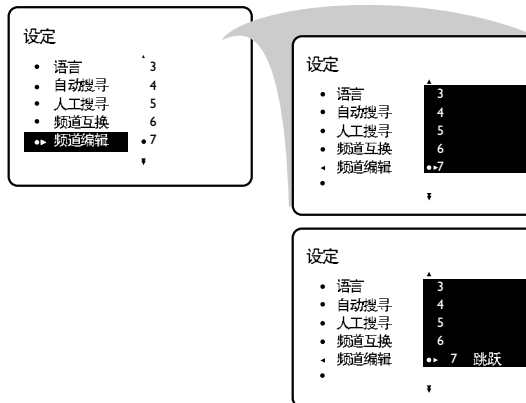 设定
语言 3
自动搜寻 4
人工搜寻 5
频道互换 6
频道编辑 7
设定
语言 3
自动搜寻 4
人工搜寻 5
频道互换 6
频道编辑 7
设定
语言 3
自动搜寻 4
人工搜寻 5
频道互换 6
频道编辑 7 跳跃